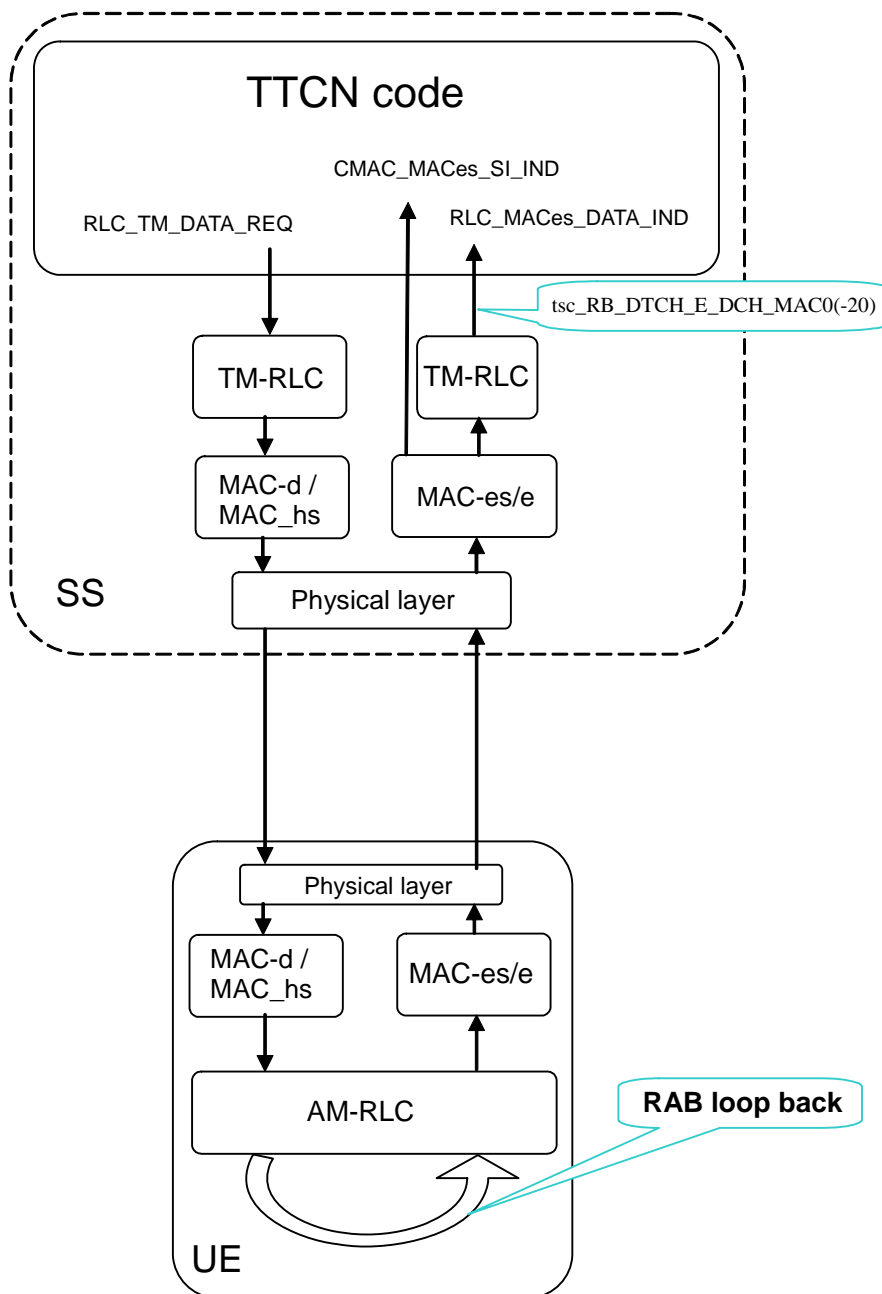 TTCN code
CMAC_MACes_SI_IND
RLC_TM_DATA_REQ
RLC_MACes_DATA_IND
tsc_RB_DTCH_E_DCH_MAC0(-20)
TM-RLC
TM-RLC
MAC-d /
MAC_hs
MAC-es/e
SS
Physical layer
Physical layer
MAC-d /
MAC_hs
MAC-es/e
AM-RLC
RAB loop back
UE